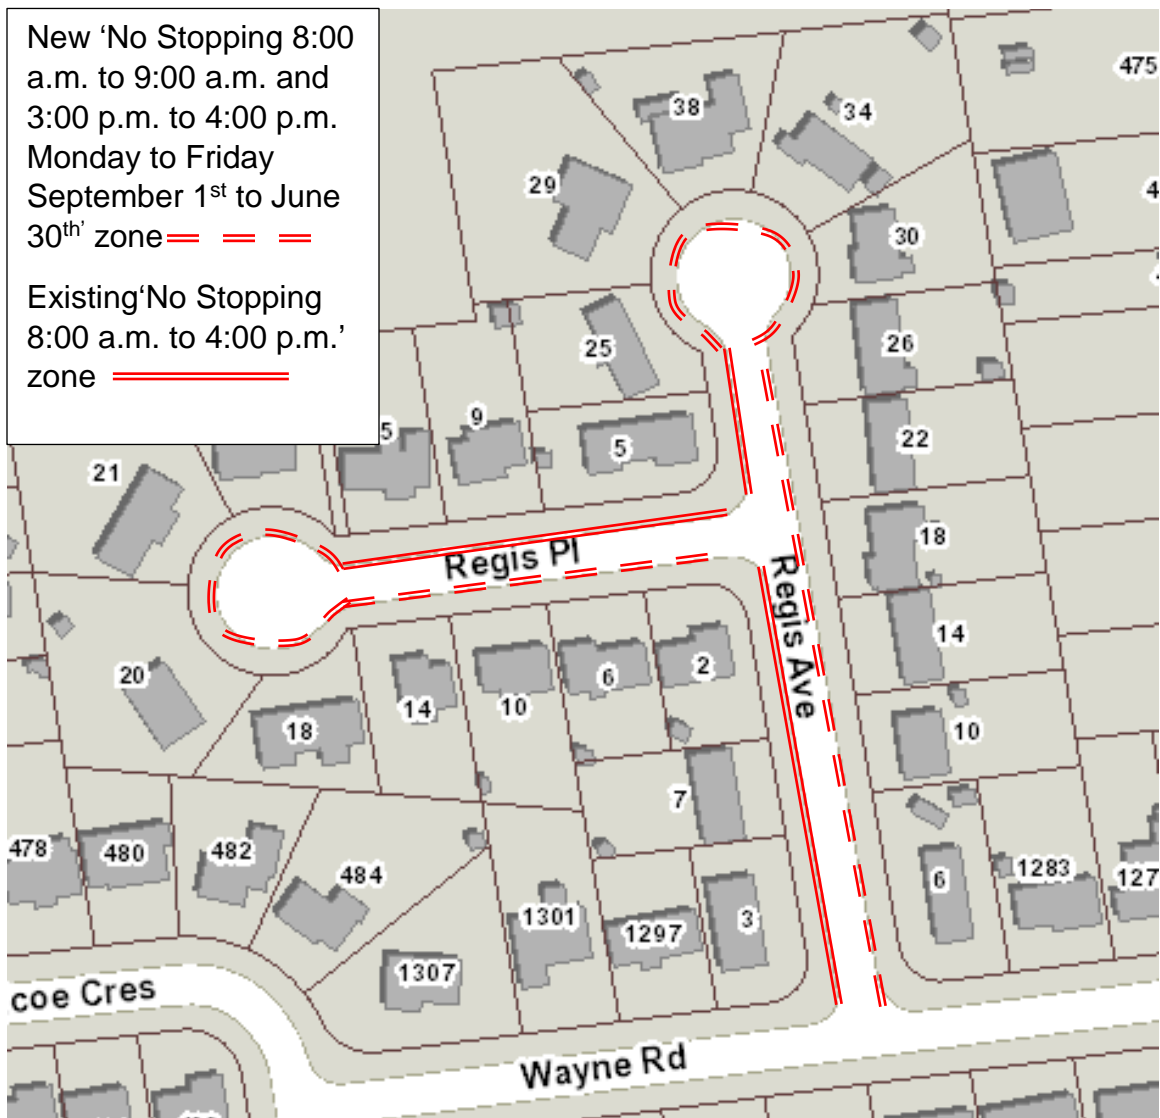 New ‘No Stopping 8:00
a.m. to 9:00 a.m. and
3:00 p.m. to 4:00 p.m.
Monday to Friday
September 1st to June
30th’ zone
Existing‘No Stopping
8:00 a.m. to 4:00 p.m.’
zone
475
38
34
29
30
25
26
9
5
22
21
18
Regis Pl
Regis Ave
14
20
6
2
14
10
18
10
7
478
480
482
484
6
1283
1301
1297
3
1307
coe Cres
Wayne Rd